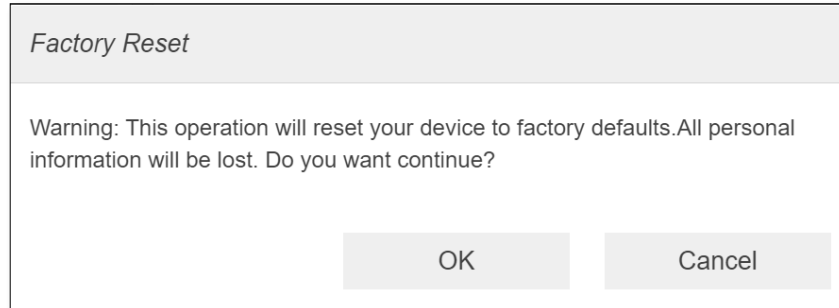 Factory Reset
Warning: This operation will reset your device to factory defaults.All personal
information will be lost. Do you want continue?
OK
Cancel